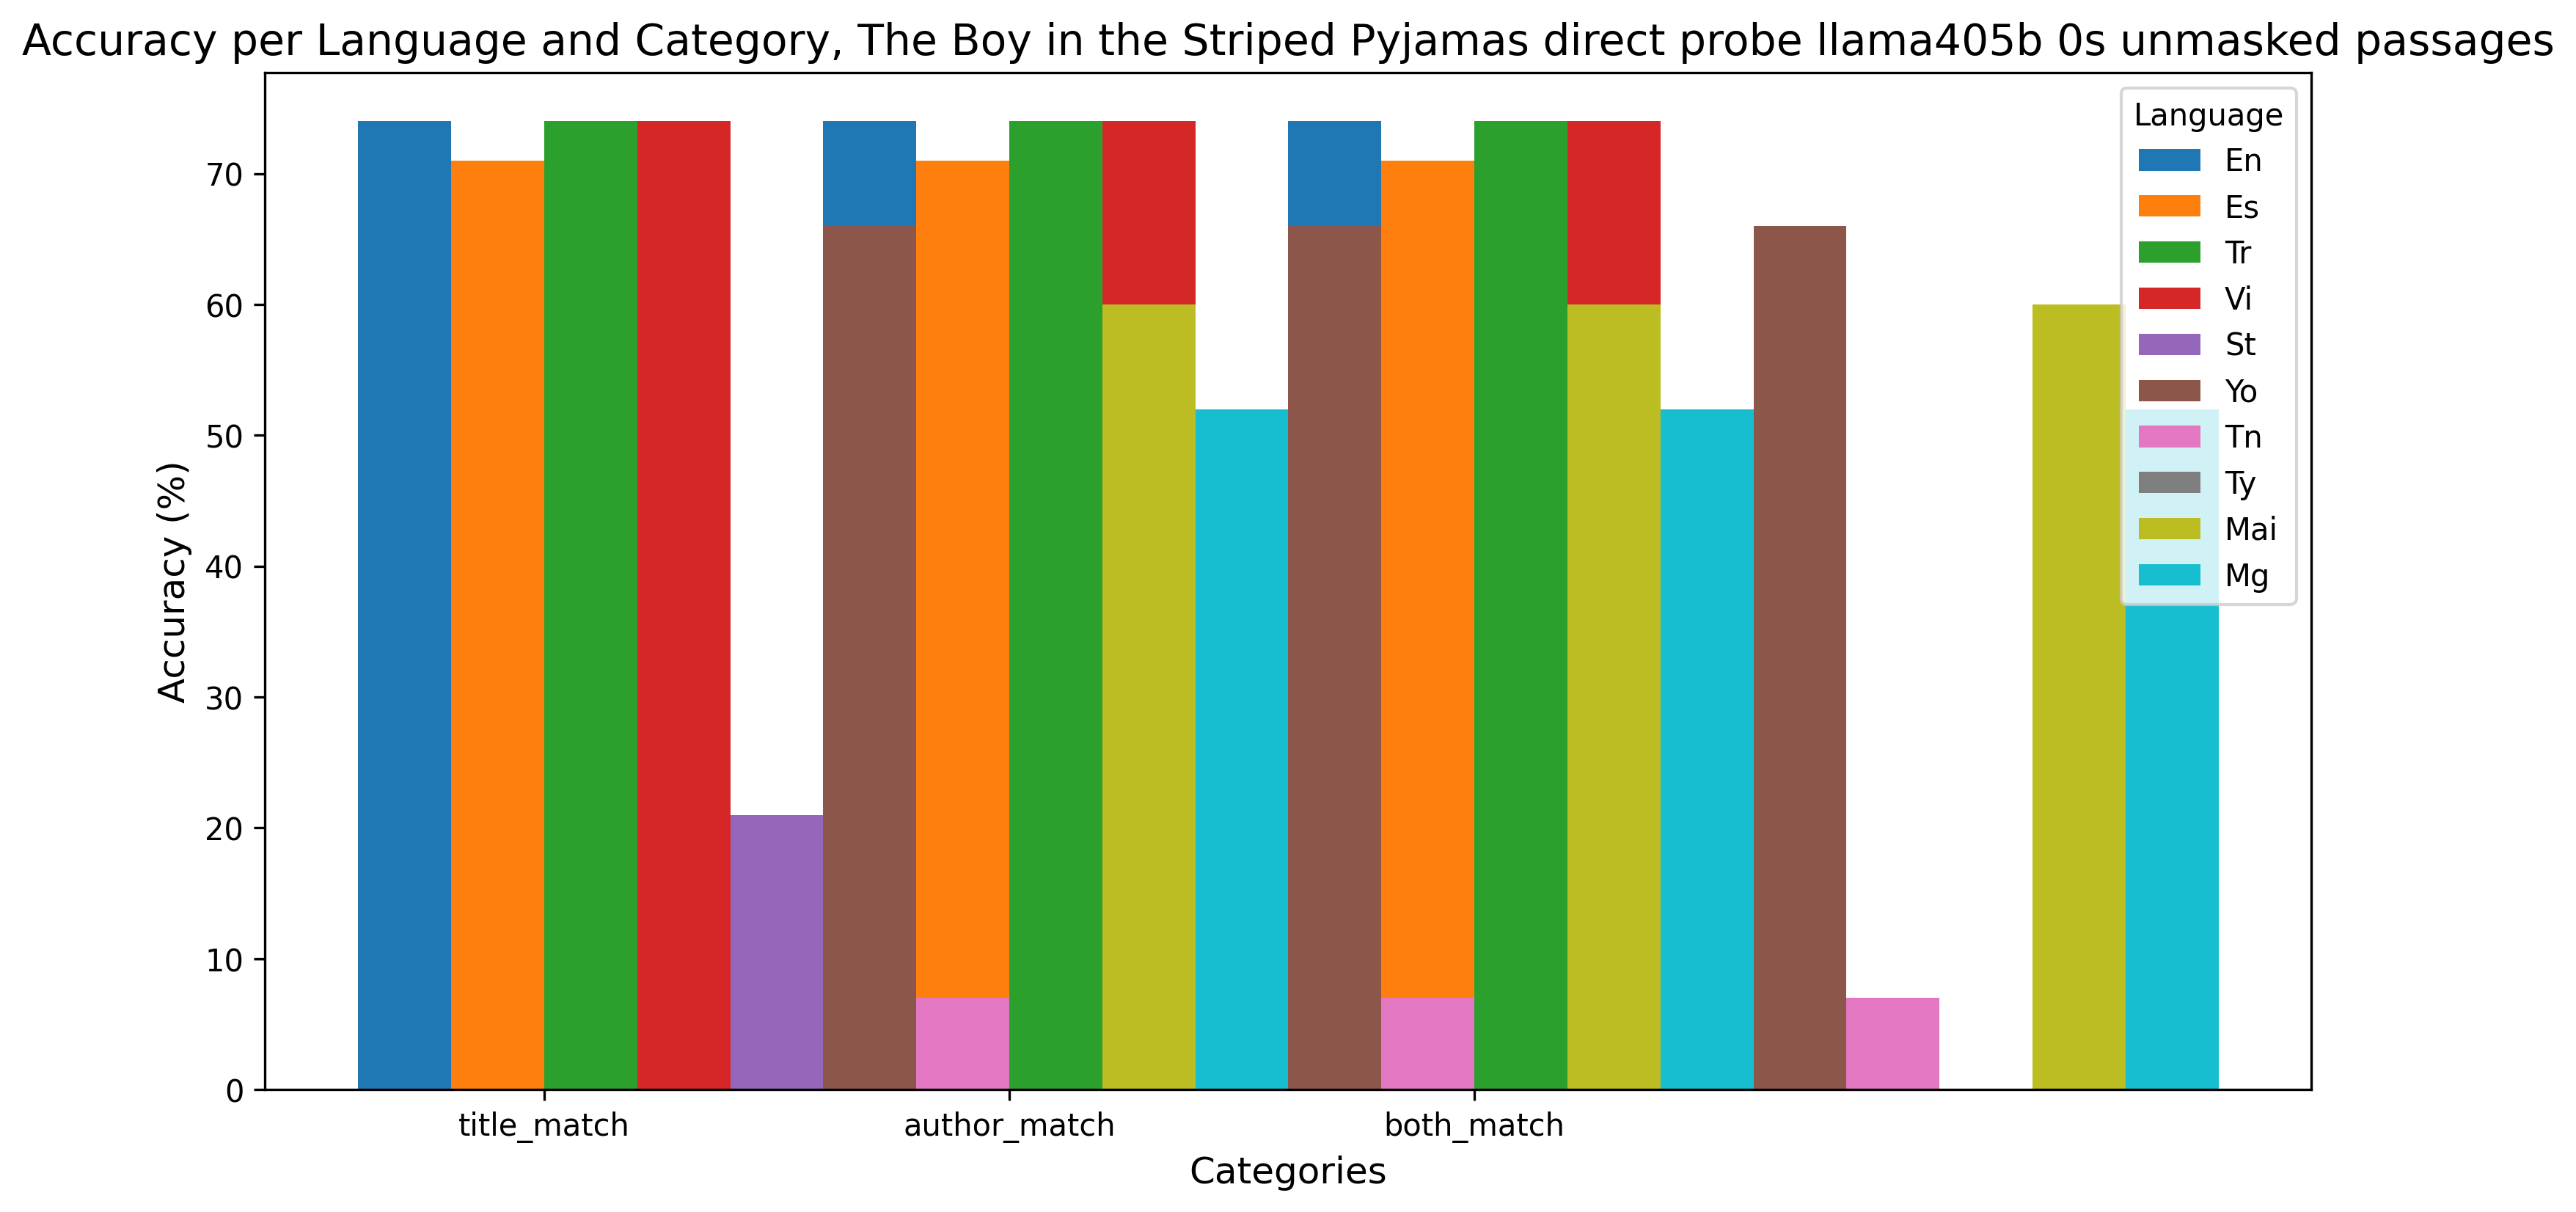 Accuracy per Language and Category, The Boy in the Striped Pyjamas direct probe llama405b 0s unmasked passages
Accuracy (%)
70
60
50
40
30
20
10
0
title_match author_match both_match
Categories
Language
En
Es
Tr
Vi
St
Yo
Tn
Ty
Mai
Mg